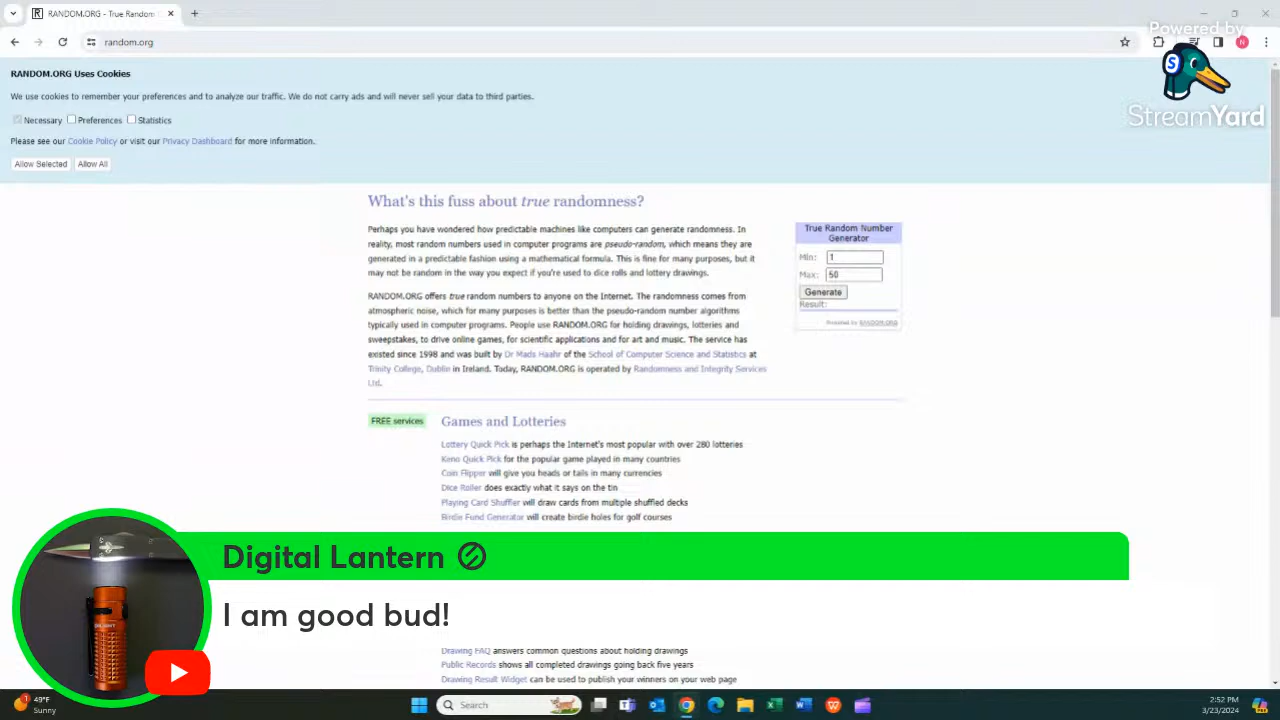 RANDOM.ORG - True Random
random.org
Powered by
StreamYard
RANDOM.ORG Uses Cookies
We use cookies to remember your preferences and to analyze our traffic. We do not carry ads and will never sell your data to third parties.
Necessary Preferences Statistics
Please see our Cookie Policy or visit our Privacy Dashboard for more information.
Allow Selected Allow All
What's this fuss about true randomness?
Perhaps you have wondered how predictable machines like computers can generate randomness. In
reality, most random numbers used in computer programs are pseudo-random, which means they are
generated in a predictable fashion using a mathematical formula. This is fine for many purposes, but it
may not be random in the way you expect if you're used to dice rolls and lottery drawings.
RANDOM.ORG offers true random numbers to anyone on the Internet. The randomness comes from
atmospheric noise, which for many purposes is better than the pseudo-random number algorithms
typically used in computer programs. People use RANDOM.ORG for holding drawings, lotteries and
sweepstakes, to drive online games, for scientific applications and for art and music. The service has
existed since 1998 and was built by Dr Mads Haahr of the School of Computer Science and Statistics at
Trinity College, Dublin in Ireland. Today, RANDOM.ORG is operated by Randomness and Integrity Services
Ltd.
True Random Number
Generator
Min: 1
Max: 50
Generate
Result:
Powered by RANDOM.ORG
FREE services
Games and Lotteries
Lottery Quick Pick is perhaps the Internet's most popular with over 280 lotteries
Keno Quick Pick for the popular game played in many countries
Coin Flipper will give you heads or tails in many currencies
Dice Roller does exactly what it says on the tin
Playing Card Shuffler will draw cards from multiple shuffled decks
Birdie Fund Generator will create birdie holes for golf courses
Digital Lantern
I am good bud!
Drawing FAQ answers common questions about holding drawings
Public Records shows all completed drawings going back five years
Drawing Result Widget can be used to publish your winners on your web page
49°F
Sunny
Search
2:52 PM
3/23/2024